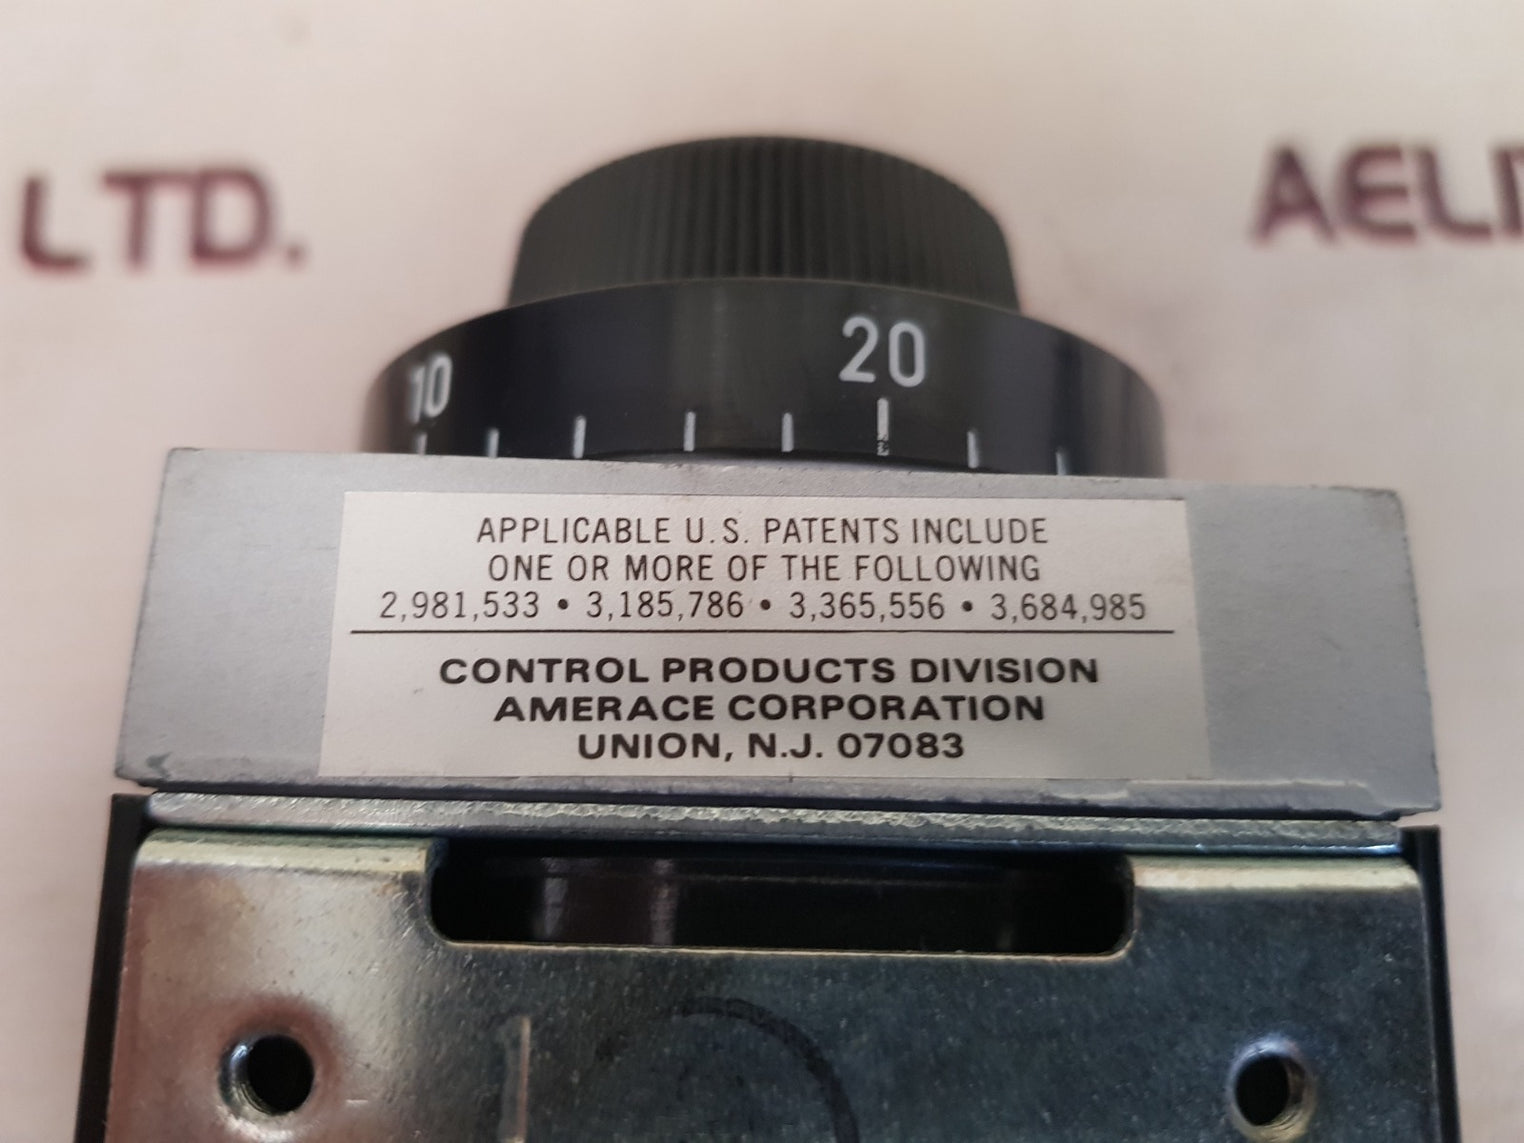 LTD.
10
20
APPLICABLE U.S. PATENTS INCLUDE
ONE OR MORE OF THE FOLLOWING
2,981,533 • 3,185,786 • 3,365,556 • 3,684,985
CONTROL PRODUCTS DIVISION
AMERACE CORPORATION
UNION, N.J. 07083